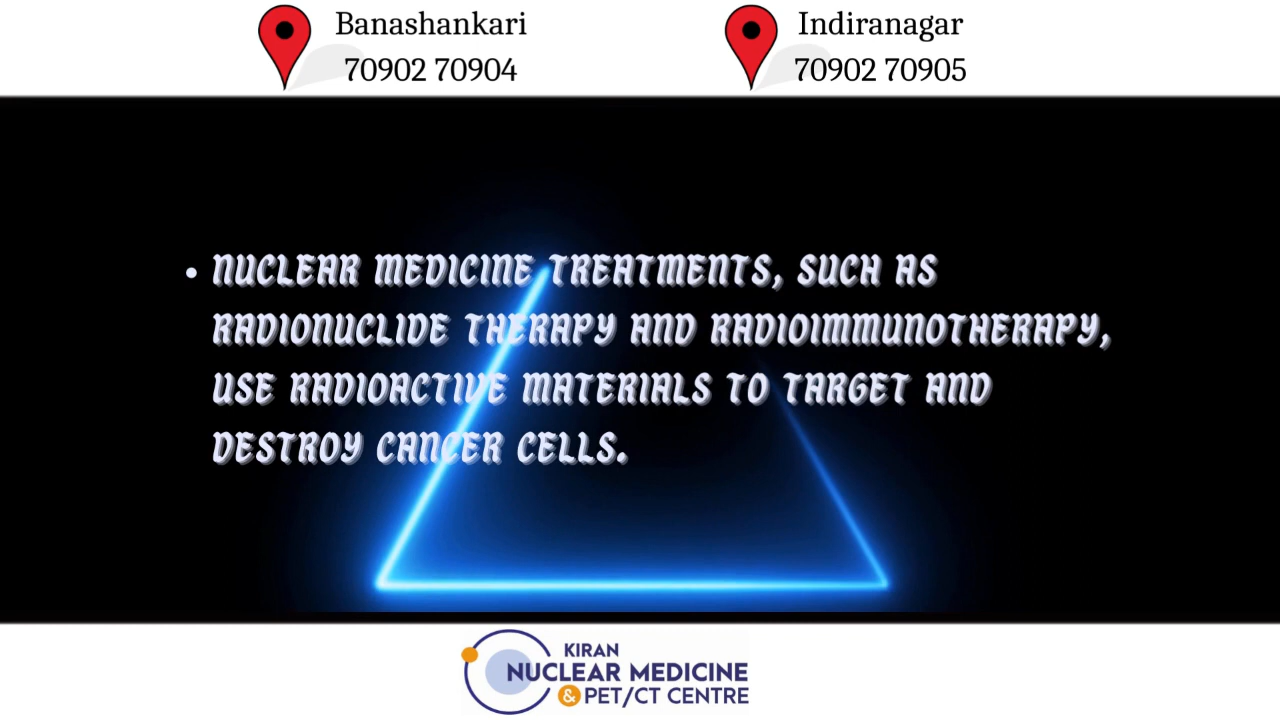 Banashankari
70902 70904
Indiranagar
70902 70905
• NUCLEAR MEDICINE TREATMENTS, SUCH AS
RADIONUCLIDE THERAPY AND RADIOIMMUNOTHERAPY,
USE RADIOACTIVE MATERIALS TO TARGET AND
DESTROY CANCER CELLS.
KIRAN
NUCLEAR MEDICINE
& PET/CT CENTRE